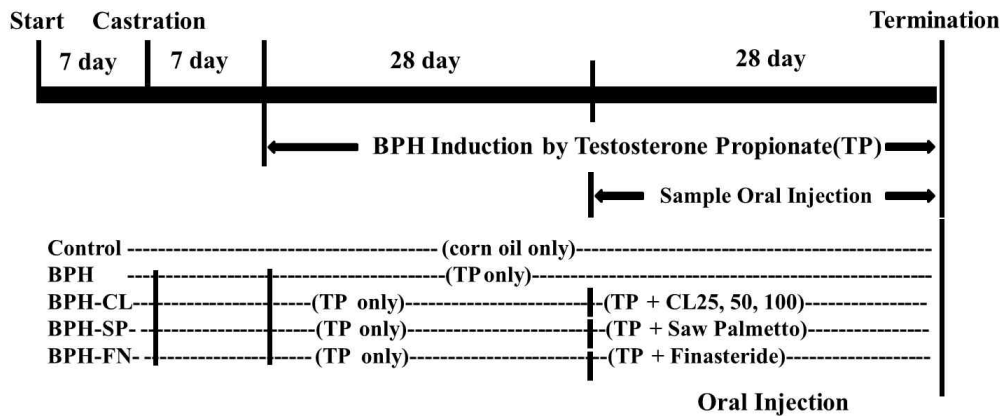 Start Castration Termination
7 day 7 day 28 day 28 day
BPH Induction by Testosterone Propionate(TP)
Sample Oral Injection
Control (corn oil only)
BPH (TP only)
BPH-CL (TP only) (TP + CL25, 50, 100)
BPH-SP (TP only) (TP + Saw Palmetto)
BPH-FN (TP only) (TP + Finasteride)
Oral Injection